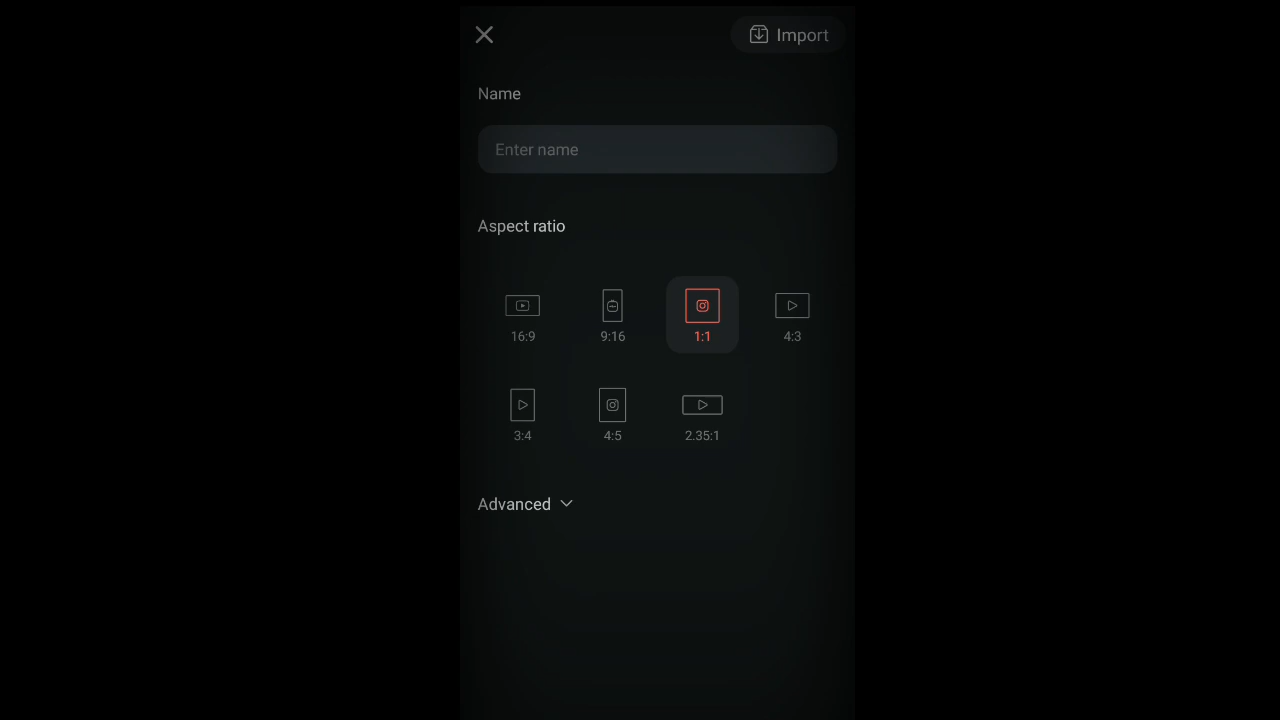 Import
Name
Enter name
Aspect ratio
16:9
9:16
1:1
4:3
3:4
4:5
2.35:1
Advanced